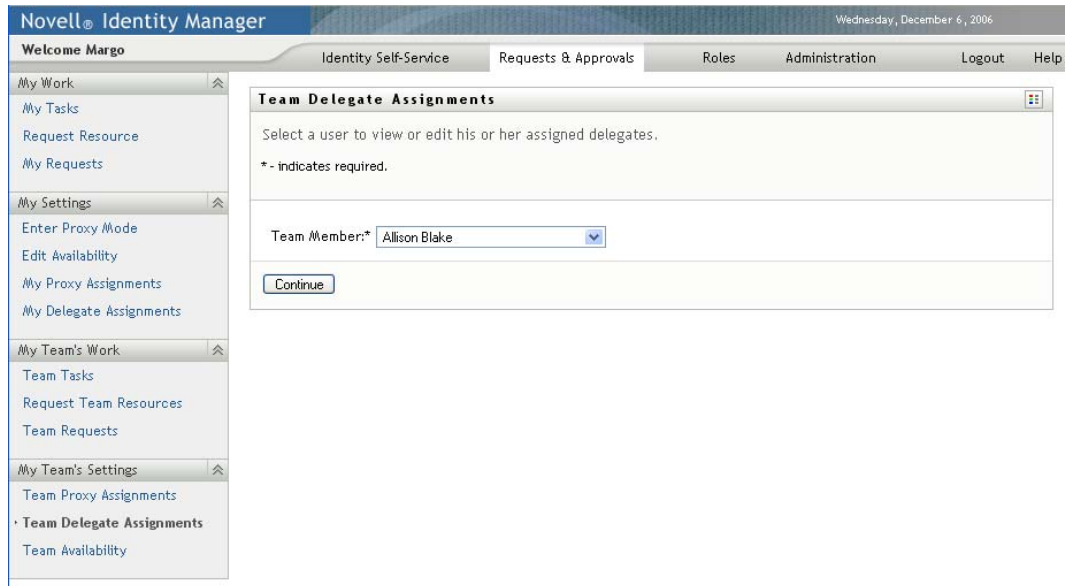 Novell® Identity Manager
Wednesday, December 6, 2006
Welcome Margo
Identity Self-Service
Requests & Approvals
Roles
Administration
Logout
Help
My Work
My Tasks
Request Resource
My Requests
My Settings
Enter Proxy Mode
Edit Availability
My Proxy Assignments
My Delegate Assignments
My Team's Work
Team Tasks
Request Team Resources
Team Requests
My Team's Settings
Team Proxy Assignments
Team Delegate Assignments
Team Availability
Team Delegate Assignments
Select a user to view or edit his or her assigned delegates.
* - indicates required.
Team Member:* Allison Blake
Continue